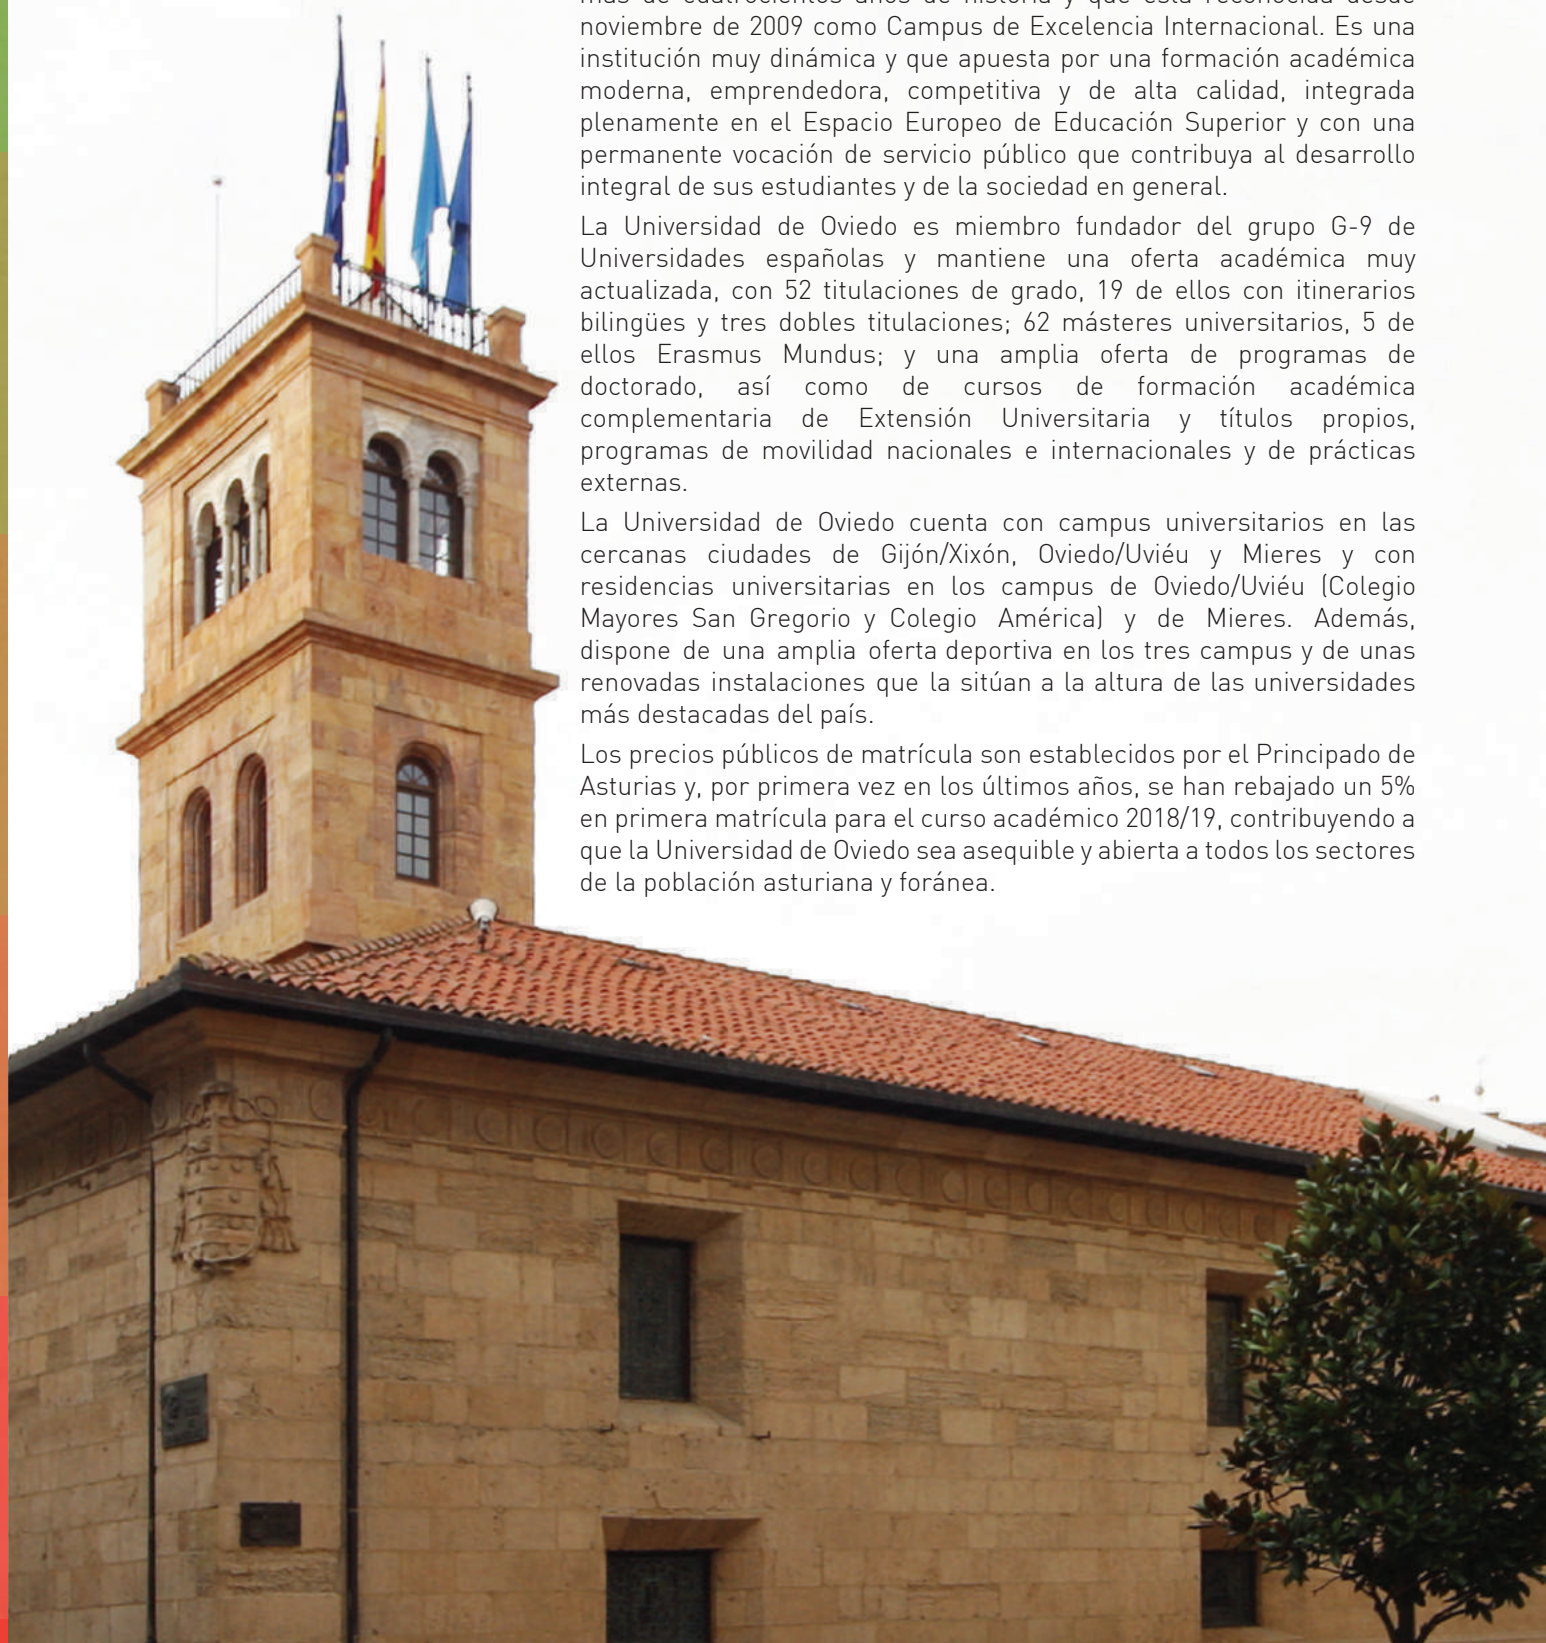 más de cuatrocientos años de historia y que está reconocida desde
noviembre de 2009 como Campus de Excelencia Internacional. Es una
institución muy dinámica y que apuesta por una formación académica
moderna, emprendedora, competitiva y de alta calidad, integrada
plenamente en el Espacio Europeo de Educación Superior y con una
permanente vocación de servicio público que contribuya al desarrollo
integral de sus estudiantes y de la sociedad en general.
La Universidad de Oviedo es miembro fundador del grupo G-9 de
Universidades españolas y mantiene una oferta académica muy
actualizada, con 52 titulaciones de grado, 19 de ellos con itinerarios
bilingües y tres dobles titulaciones; 62 másteres universitarios, 5 de
ellos Erasmus Mundus; y una amplia oferta de programas de
doctorado, así como de cursos de formación académica
complementaria de Extensión Universitaria y títulos propios,
programas de movilidad nacionales e internacionales y de prácticas
externas.
La Universidad de Oviedo cuenta con campus universitarios en las
cercanas ciudades de Gijón/Xixón, Oviedo/Uviéu y Mieres y con
residencias universitarias en los campus de Oviedo/Uviéu (Colegio
Mayores San Gregorio y Colegio América) y de Mieres. Además,
dispone de una amplia oferta deportiva en los tres campus y de unas
renovadas instalaciones que la sitúan a la altura de las universidades
más destacadas del país.
Los precios públicos de matrícula son establecidos por el Principado de
Asturias y, por primera vez en los últimos años, se han rebajado un 5%
en primera matrícula para el curso académico 2018/19, contribuyendo a
que la Universidad de Oviedo sea asequible y abierta a todos los sectores
de la población asturiana y foránea.